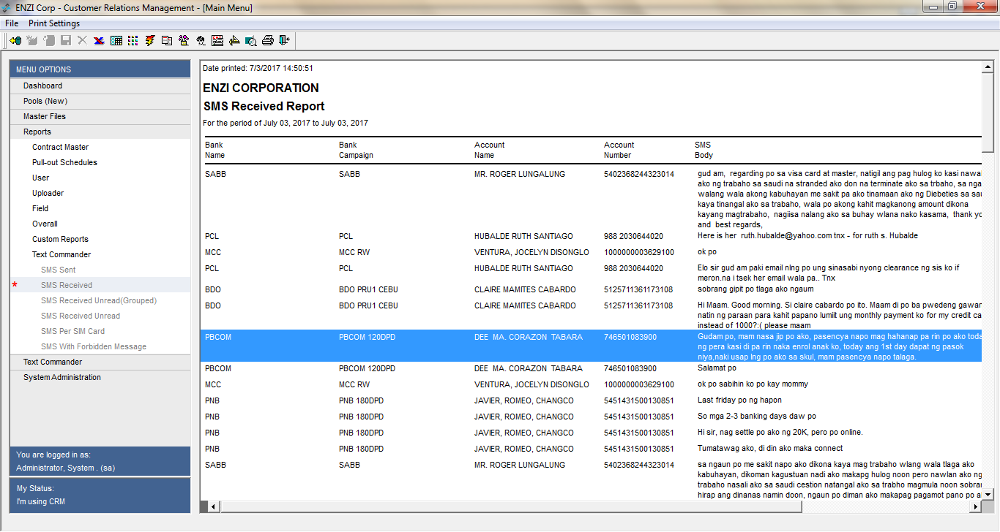 ENZI Corp - Customer Relations Management - [Main Menu]
File Print Settings
MENU OPTIONS
Dashboard
Pools (New)
Master Files
Reports
Contract Master
Pull-out Schedules
User
Uploader
Field
Overall
Custom Reports
Text Commander
SMS Sent
* SMS Received
SMS Received Unread(Grouped)
SMS Received Unread
SMS Per SIM Card
SMS With Forbidden Message
Text Commander
System Administration
You are logged in as:
Administrator, System . (sa)
My Status:
I'm using CRM
Date printed: 7/3/2017 14:50:51
ENZI CORPORATION
SMS Received Report
For the period of July 03, 2017 to July 03, 2017
Bank Bank Account Account SMS
Name Campaign Name Number Body
SABB SABB MR. ROGER LUNGALUNG 5402368244323014 gud am, regarding po sa visa card at master, natigil ang pag hulog ko kasi nawal
ako ng trabaho sa saudi na stranded ako don na terminate ako sa trbaho, sa nga
walang wala akong kabuhayan me sakit pa ako tinamaan ako ng Diebeties sa sau
kaya tinangal ako sa trabaho, wala po akong kahit magkanong amount dikona
kayang magtrabaho, nagiisa nalang ako sa buhay wlana nako kasama, thank yo
and best regards,
PCL PCL HUBALDE RUTH SANTIAGO 988 2030644020 Here is her ruth.hubalde@yahoo.com tnx - for ruth s. Hubalde
MCC MCC RW VENTURA, JOCELYN DISONGLO 1000000003629100 ok po
PCL PCL HUBALDE RUTH SANTIAGO 988 2030644020 Elo sir gud am paki email nlng po ung sinasabi nyong clearance ng sis ko if
meron.na i tsek her email wala pa.. Tnx
BDO BDO PRU1 CEBU CLAIRE MAMITES CABARDO 5125711361173108 sobrang gipit po tlaga ako ngaum
BDO BDO PRU1 CEBU CLAIRE MAMITES CABARDO 5125711361173108 Hi Maam. Good morning. Si claire cabardo po ito. Maam di po ba pwedeng gawan
natin ng paraan para kahit papano lumiit ung monthly payment ko for my credit ca
instead of 1000?:( please maam
PBCOM PBCOM 120DPD DEE MA. CORAZON TABARA 746501083900 Gudam po, mam nasa jip po ako, pasencya napo mag hahanap pa rin po ako toda
ng pera kasi di pa rin naka enrol anak ko, today ang 1st day dapat ng pasok
niya,naki usap lng po ako sa skul, mam pasencya napo talaga.
PBCOM PBCOM 120DPD DEE MA. CORAZON TABARA 746501083900 Salamat po
MCC MCC RW VENTURA, JOCELYN DISONGLO 1000000003629100 ok po sabihin ko po kay mommy
PNB PNB 180DPD JAVIER, ROMEO, CHANGCO 5451431500130851 Last friday po ng hapon
PNB PNB 180DPD JAVIER, ROMEO, CHANGCO 5451431500130851 So mga 2-3 banking days daw po
PNB PNB 180DPD JAVIER, ROMEO, CHANGCO 5451431500130851 Hi sir, nag settle po ako ng 20K, pero po online.
PNB PNB 180DPD JAVIER, ROMEO, CHANGCO 5451431500130851 Tumatawag ako, di din ako maka connect
SABB SABB MR. ROGER LUNGALUNG 5402368244323014 sa ngaun po me sakit napo ako dikona kaya mag trabaho wlang wala tlaga ako
kabuhayan, dikoman kagustuan nadi ako makapg hulog noon pero nawlan ako ng
trabaho nasali ako sa saudi cestion natangal ako sa trabho magmula noon sobran
hirap ang dinanas namin doon, ngaun po diman ako makapag pagamot pano po a